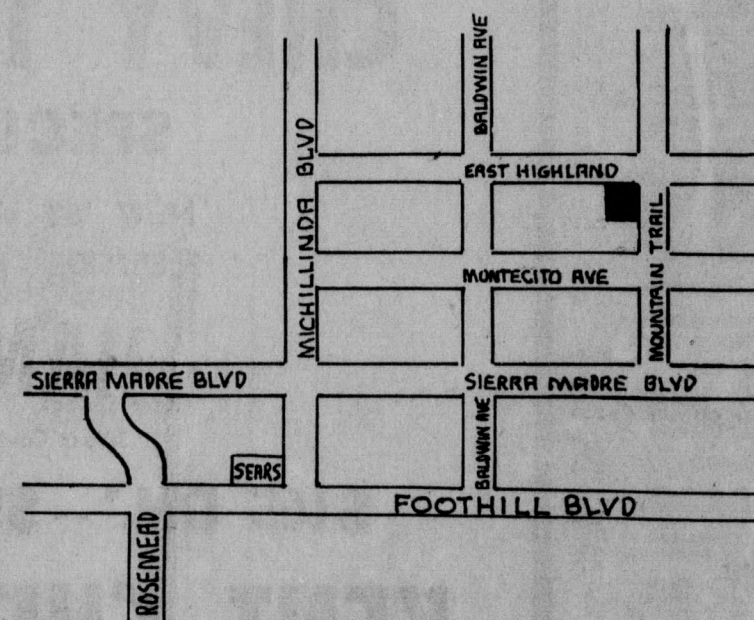 BALDWIN AVE
MICHILLINDA BLVD
EAST HIGHLAND
MOUNTAIN TRAIL
MONTECITO AVE
SIERRA MADRE BLVD
SIERRA MADRE BLVD
BALDWIN AVE
SEARS
FOOTHILL BLVD
ROSEMEAD